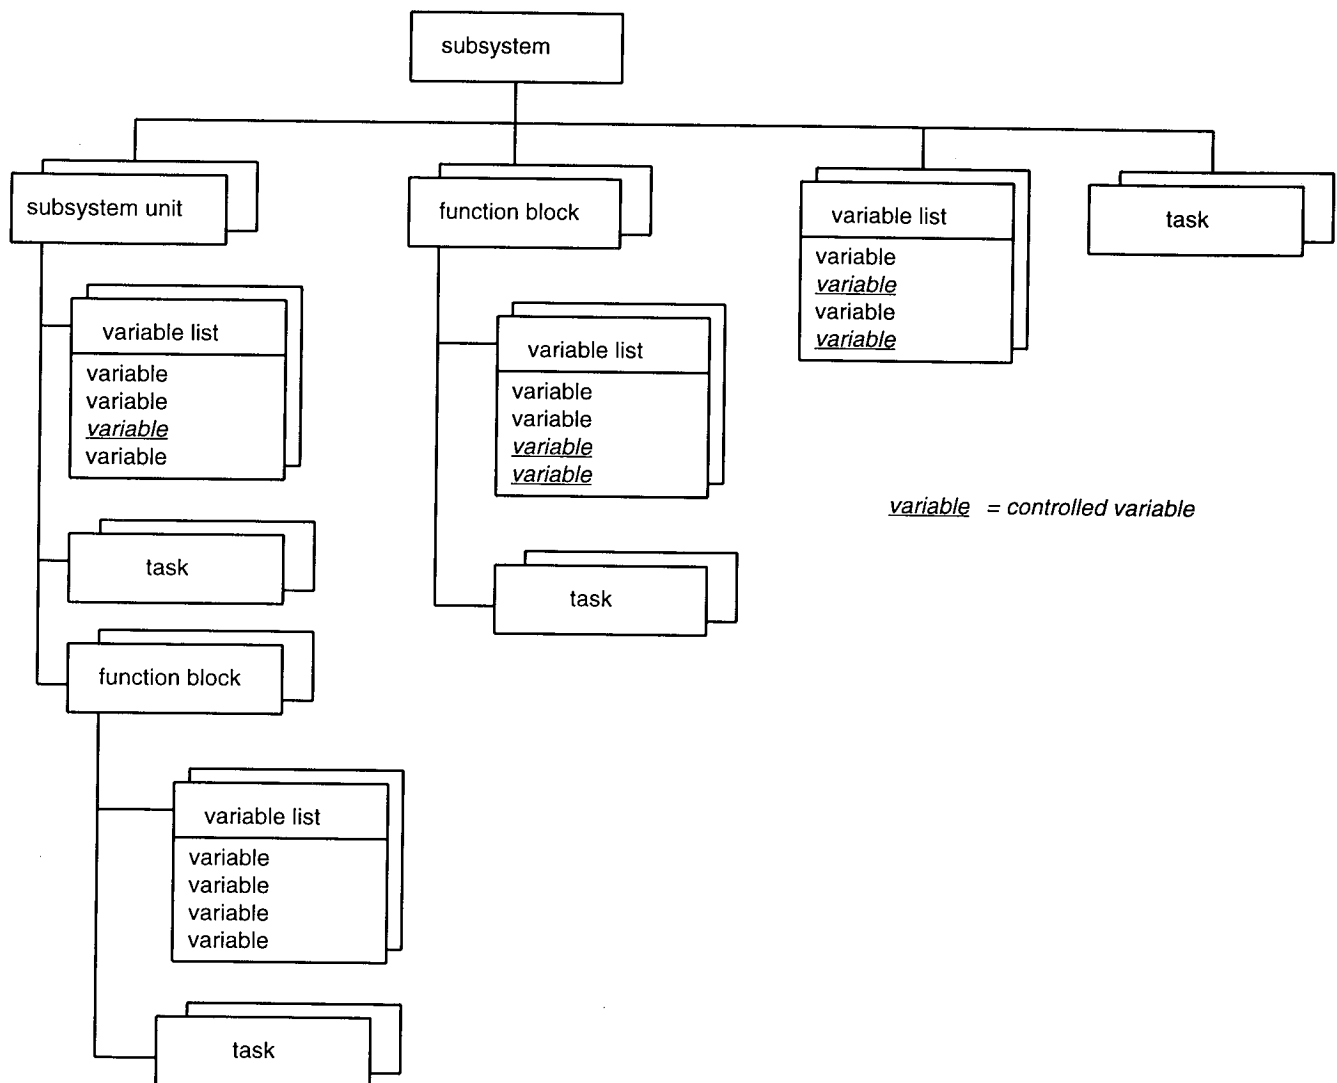 subsystem
subsystem unit
function block
variable list
task
variable
variable
variable
variable
variable list
variable
variable
variable
variable
variable list
variable
variable
variable
variable
variable = controlled variable
task
task
function block
variable list
variable
variable
variable
variable
task